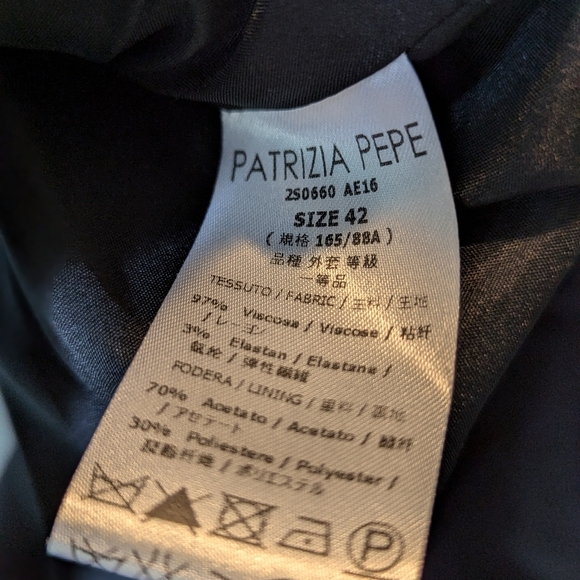 PATRIZIA PEPE
2S0660 AE16
SIZE 42
( 規格 165/88A )
品種 外套 等級
一等品
TESSUTO / FABRIC / 主料 / 主地
97% Viscosa / Viscose / 粘纤
/ レーヨン
3% Elastan / Elastane /
氨纶 / 弾性繊維
FODERA / LINING / 里料 / 裏地
70% Acetato / Acetato / 醋纤
/ アセテート
30% Poliestere / Polyester /
聚酯纤维 / ポリエステル
P